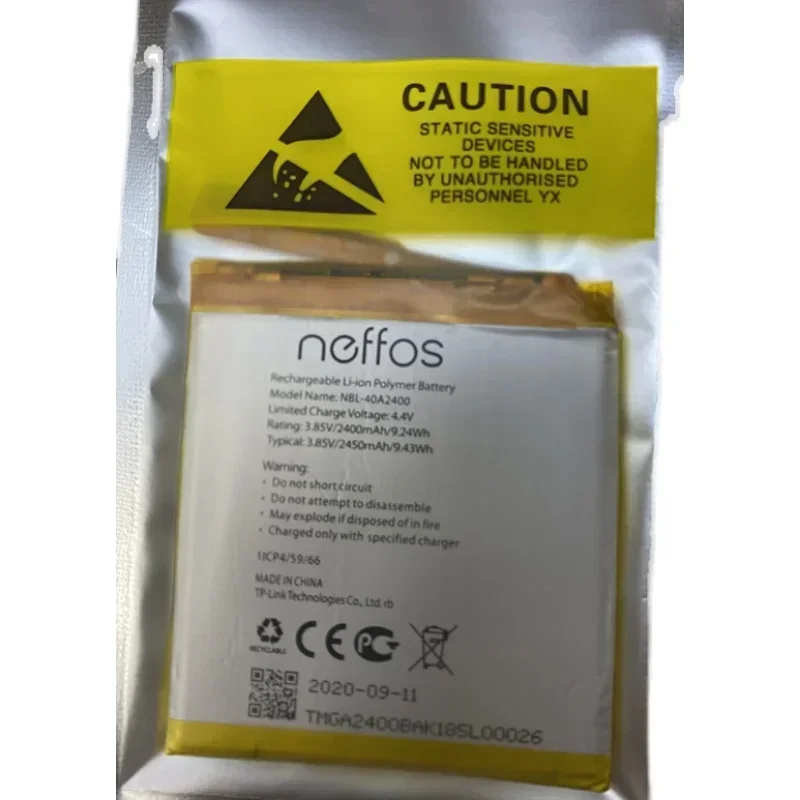 CAUTION
STATIC SENSITIVE
DEVICES
NOT TO BE HANDLED
BY UNAUTHORISED
PERSONNEL YX
neffos
Rechargeable Li-ion Polymer Battery
Model Name: NBL-40A2400
Limited Charge Voltage: 4.4V
Rating: 3.85V/2400mAh/9.24Wh
Typical: 3.85V/2450mAh/9.43Wh
Warning:
• Do not short circuit
• Do not attempt to disassemble
• May explode if disposed of in fire
• Charged only with specified charger
1ICP4/59/66
MADE IN CHINA
TP-Link Technologies Co., Ltd. rb
RECYCLABLE CE PG
2020-09-11
TMGA2400BAK185L00026